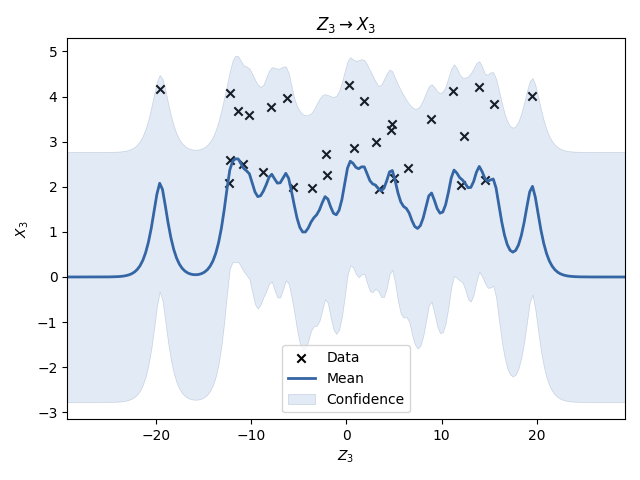 Z₃ → X₃
X₃
5
4
3
2
1
0
−1
−2
−3
Data
Mean
Confidence
−20 −10 0 10 20
Z₃